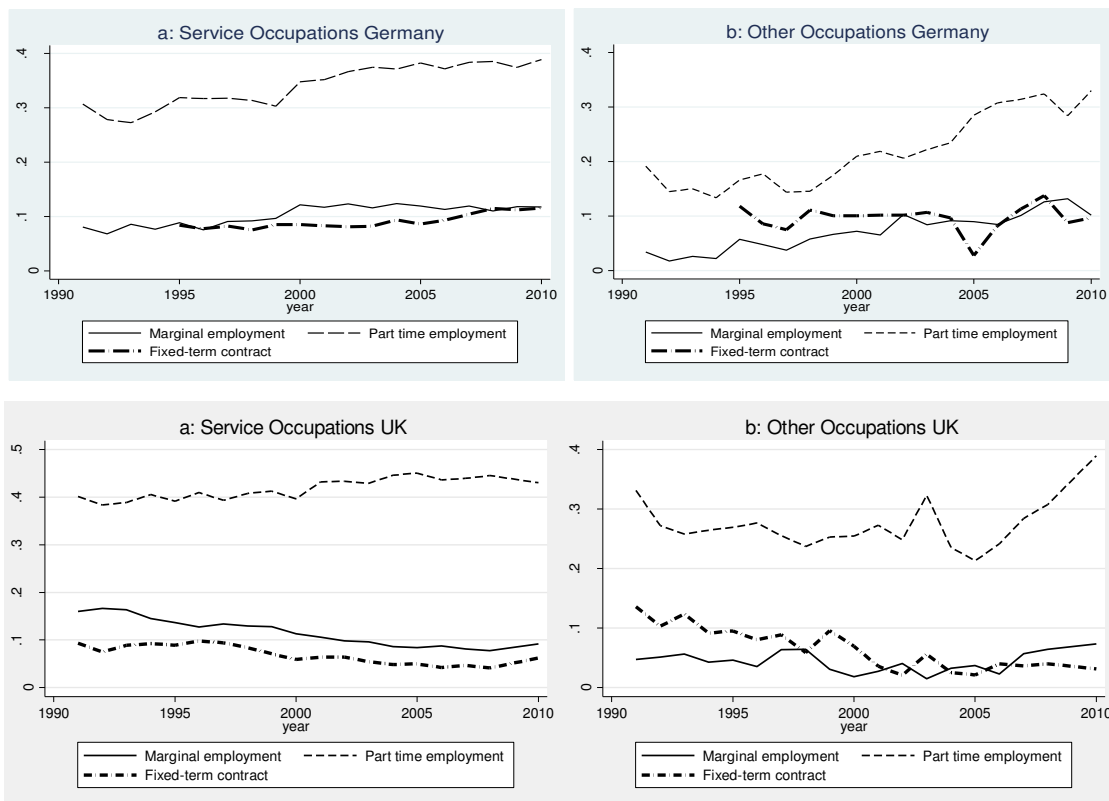 a: Service Occupations Germany
.4
.3
.2
.1
0
1990 1995 2000 2005 2010
year
Marginal employment Part time employment
Fixed-term contract
b: Other Occupations Germany
.4
.3
.2
.1
0
1990 1995 2000 2005 2010
year
Marginal employment Part time employment
Fixed-term contract
a: Service Occupations UK
.5
.4
.3
.2
.1
0
1990 1995 2000 2005 2010
year
Marginal employment Part time employment
Fixed-term contract
b: Other Occupations UK
.4
.3
.2
.1
0
1990 1995 2000 2005 2010
year
Marginal employment Part time employment
Fixed-term contract